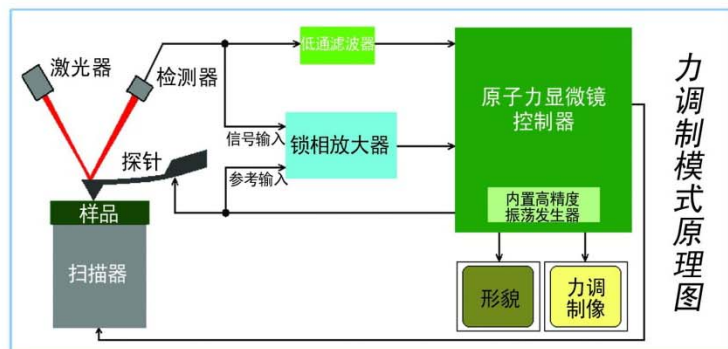 激光器
检测器
低通滤波器
原子力显微镜
控制器
信号输入
锁相放大器
探针
参考输入
样品
内置高精度
振荡发生器
扫描器
形貌
力调
制像
力调制模式原理图